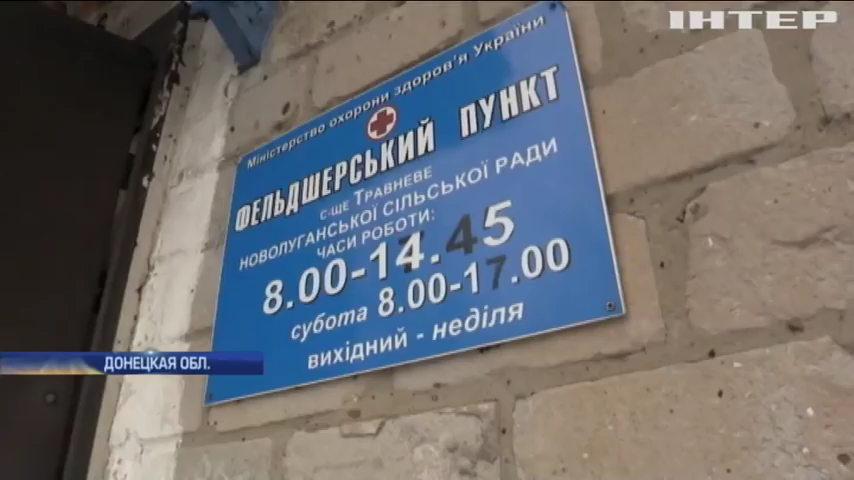 ІНТЕР
Міністерство охорони здоров'я України
ФЕЛЬДШЕРСЬКИЙ ПУНКТ
С-ЩЕ ТРАВНЕВЕ
НОВОЛУГАНСЬКОЇ СІЛЬСЬКОЇ РАДИ
ЧАСИ РОБОТИ:
8.00-14.45
субота 8.00-17.00
вихідний - неділя
ДОНЕЦКАЯ ОБЛ.